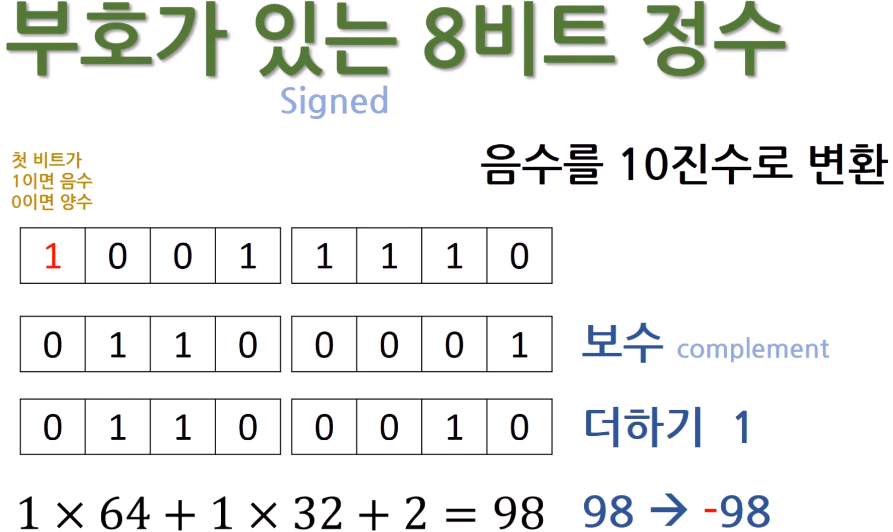 부호가 있는 8비트 정수
Signed
첫 비트가
1이면 음수
0이면 양수
음수를 10진수로 변환
1 0 0 1 1 1 1 0
0 1 1 0 0 0 0 1 보수 complement
0 1 1 0 0 0 1 0 더하기 1
1 × 64 + 1 × 32 + 2 = 98 98 → -98